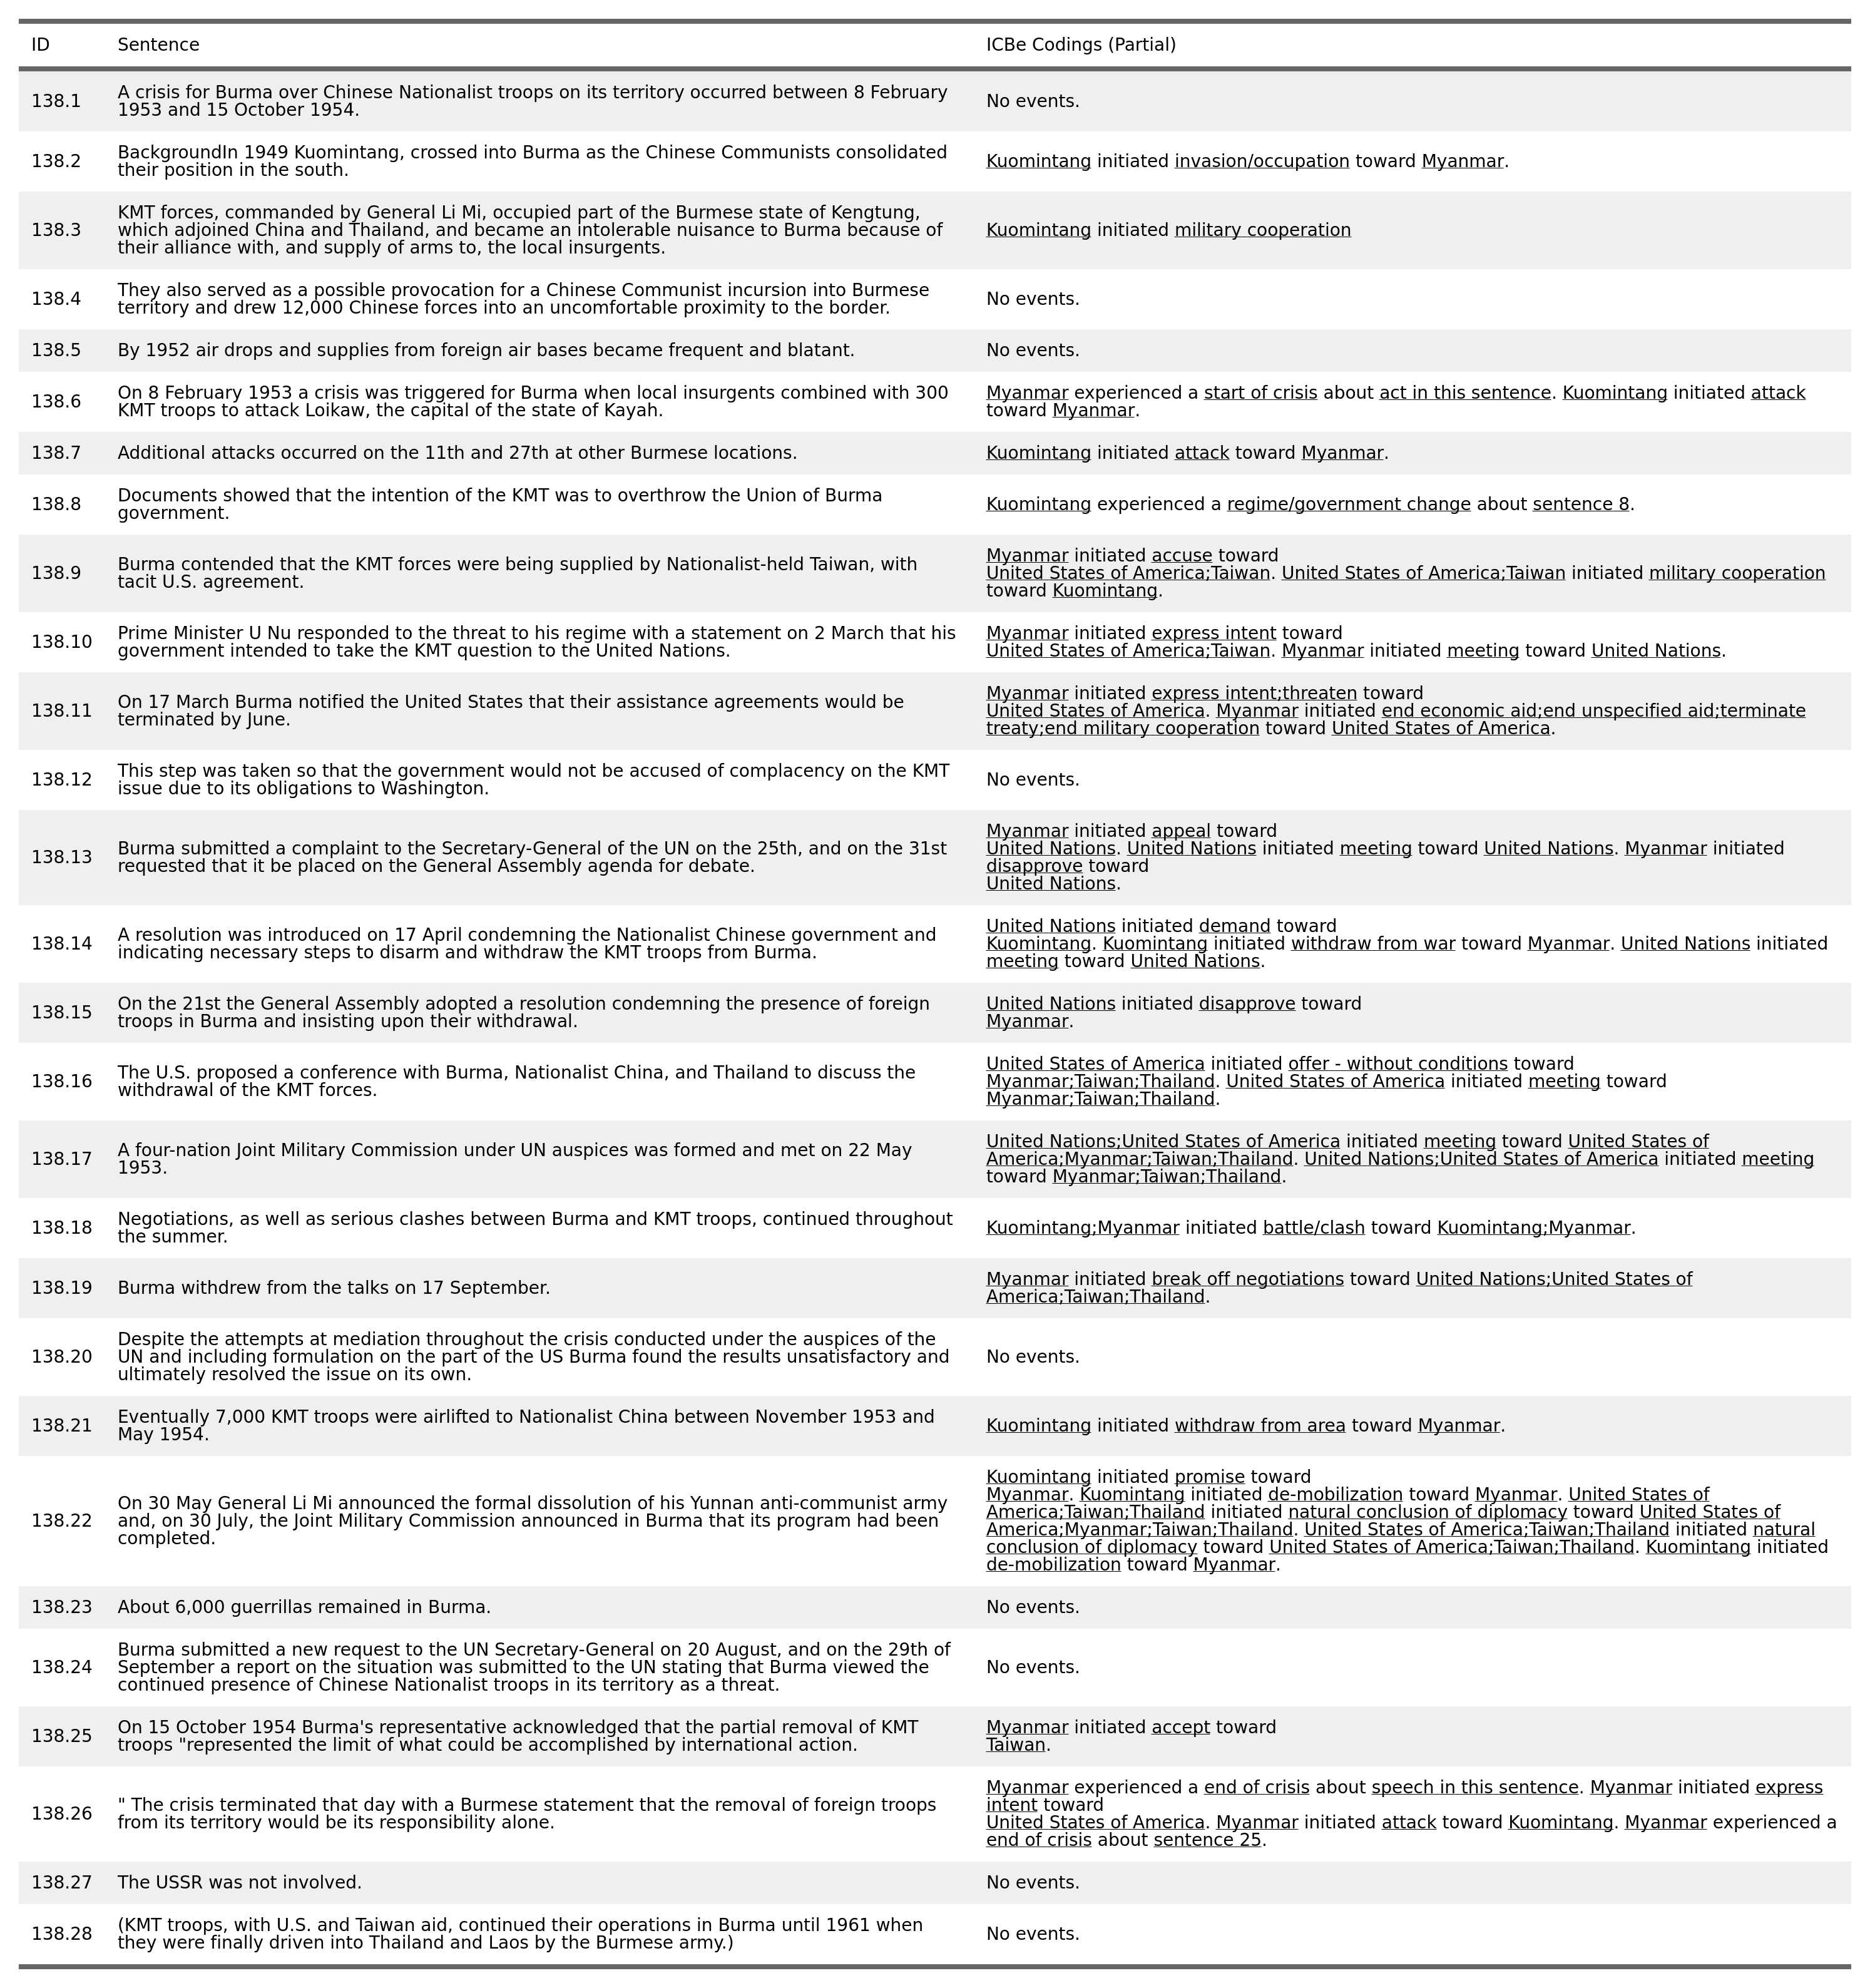 ID Sentence ICBe Codings (Partial)
138.1 A crisis for Burma over Chinese Nationalist troops on its territory occurred between 8 February
1953 and 15 October 1954.
No events.
138.2 BackgroundIn 1949 Kuomintang, crossed into Burma as the Chinese Communists consolidated
their position in the south.
Kuomintang initiated invasion/occupation toward Myanmar.
138.3 KMT forces, commanded by General Li Mi, occupied part of the Burmese state of Kengtung,
which adjoined China and Thailand, and became an intolerable nuisance to Burma because of
their alliance with, and supply of arms to, the local insurgents.
Kuomintang initiated military cooperation
138.4 They also served as a possible provocation for a Chinese Communist incursion into Burmese
territory and drew 12,000 Chinese forces into an uncomfortable proximity to the border.
No events.
138.5 By 1952 air drops and supplies from foreign air bases became frequent and blatant.
No events.
138.6 On 8 February 1953 a crisis was triggered for Burma when local insurgents combined with 300
KMT troops to attack Loikaw, the capital of the state of Kayah.
Myanmar experienced a start of crisis about act in this sentence. Kuomintang initiated attack
toward Myanmar.
138.7 Additional attacks occurred on the 11th and 27th at other Burmese locations.
Kuomintang initiated attack toward Myanmar.
138.8 Documents showed that the intention of the KMT was to overthrow the Union of Burma
government.
Kuomintang experienced a regime/government change about sentence 8.
138.9 Burma contended that the KMT forces were being supplied by Nationalist-held Taiwan, with
tacit U.S. agreement.
Myanmar initiated accuse toward
United States of America;Taiwan. United States of America;Taiwan initiated military cooperation
toward Kuomintang.
138.10 Prime Minister U Nu responded to the threat to his regime with a statement on 2 March that his
government intended to take the KMT question to the United Nations.
Myanmar initiated express intent toward
United States of America;Taiwan. Myanmar initiated meeting toward United Nations.
138.11 On 17 March Burma notified the United States that their assistance agreements would be
terminated by June.
Myanmar initiated express intent;threaten toward
United States of America. Myanmar initiated end economic aid;end unspecified aid;terminate
treaty;end military cooperation toward United States of America.
138.12 This step was taken so that the government would not be accused of complacency on the KMT
issue due to its obligations to Washington.
No events.
138.13 Burma submitted a complaint to the Secretary-General of the UN on the 25th, and on the 31st
requested that it be placed on the General Assembly agenda for debate.
Myanmar initiated appeal toward
United Nations. United Nations initiated meeting toward United Nations. Myanmar initiated
disapprove toward
United Nations.
138.14 A resolution was introduced on 17 April condemning the Nationalist Chinese government and
indicating necessary steps to disarm and withdraw the KMT troops from Burma.
United Nations initiated demand toward
Kuomintang. Kuomintang initiated withdraw from war toward Myanmar. United Nations initiated
meeting toward United Nations.
138.15 On the 21st the General Assembly adopted a resolution condemning the presence of foreign
troops in Burma and insisting upon their withdrawal.
United Nations initiated disapprove toward
Myanmar.
138.16 The U.S. proposed a conference with Burma, Nationalist China, and Thailand to discuss the
withdrawal of the KMT forces.
United States of America initiated offer - without conditions toward
Myanmar;Taiwan;Thailand. United States of America initiated meeting toward
Myanmar;Taiwan;Thailand.
138.17 A four-nation Joint Military Commission under UN auspices was formed and met on 22 May
1953.
United Nations;United States of America initiated meeting toward United States of
America;Myanmar;Taiwan;Thailand. United Nations;United States of America initiated meeting
toward Myanmar;Taiwan;Thailand.
138.18 Negotiations, as well as serious clashes between Burma and KMT troops, continued throughout
the summer.
Kuomintang;Myanmar initiated battle/clash toward Kuomintang;Myanmar.
138.19 Burma withdrew from the talks on 17 September.
Myanmar initiated break off negotiations toward United Nations;United States of
America;Taiwan;Thailand.
138.20 Despite the attempts at mediation throughout the crisis conducted under the auspices of the
UN and including formulation on the part of the US Burma found the results unsatisfactory and
ultimately resolved the issue on its own.
No events.
138.21 Eventually 7,000 KMT troops were airlifted to Nationalist China between November 1953 and
May 1954.
Kuomintang initiated withdraw from area toward Myanmar.
138.22 On 30 May General Li Mi announced the formal dissolution of his Yunnan anti-communist army
and, on 30 July, the Joint Military Commission announced in Burma that its program had been
completed.
Kuomintang initiated promise toward
Myanmar. Kuomintang initiated de-mobilization toward Myanmar. United States of
America;Taiwan;Thailand initiated natural conclusion of diplomacy toward United States of
America;Myanmar;Taiwan;Thailand. United States of America;Taiwan;Thailand initiated natural
conclusion of diplomacy toward United States of America;Taiwan;Thailand. Kuomintang initiated
de-mobilization toward Myanmar.
138.23 About 6,000 guerrillas remained in Burma.
No events.
138.24 Burma submitted a new request to the UN Secretary-General on 20 August, and on the 29th of
September a report on the situation was submitted to the UN stating that Burma viewed the
continued presence of Chinese Nationalist troops in its territory as a threat.
No events.
138.25 On 15 October 1954 Burma's representative acknowledged that the partial removal of KMT
troops "represented the limit of what could be accomplished by international action.
Myanmar initiated accept toward
Taiwan.
138.26 " The crisis terminated that day with a Burmese statement that the removal of foreign troops
from its territory would be its responsibility alone.
Myanmar experienced a end of crisis about speech in this sentence. Myanmar initiated express
intent toward
United States of America. Myanmar initiated attack toward Kuomintang. Myanmar experienced a
end of crisis about sentence 25.
138.27 The USSR was not involved.
No events.
138.28 (KMT troops, with U.S. and Taiwan aid, continued their operations in Burma until 1961 when
they were finally driven into Thailand and Laos by the Burmese army.)
No events.